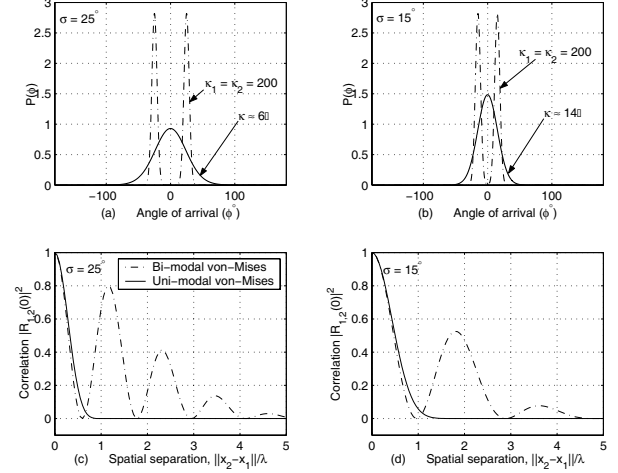 σ = 25°
P(φ)
3
2.5
2
1.5
1
0.5
0
κ₁ = κ₂ = 200
κ ≈ 6▯
−100 0 100
(a) Angle of arrival (φ°)
σ = 15°
P(φ)
3
2.5
2
1.5
1
0.5
0
κ₁ = κ₂ = 200
κ ≈ 14▯
−100 0 100
(b) Angle of arrival (φ°)
σ = 25°
Bi-modal von-Mises
Uni-modal von-Mises
Correlation |R₁,₂(0)|²
1
0.8
0.6
0.4
0.2
0
0 1 2 3 4 5
(c) Spatial separation, ||x₂−x₁||/λ
σ = 15°
Correlation |R₁,₂(0)|²
1
0.8
0.6
0.4
0.2
0
0 1 2 3 4 5
(d) Spatial separation, ||x₂−x₁||/λ